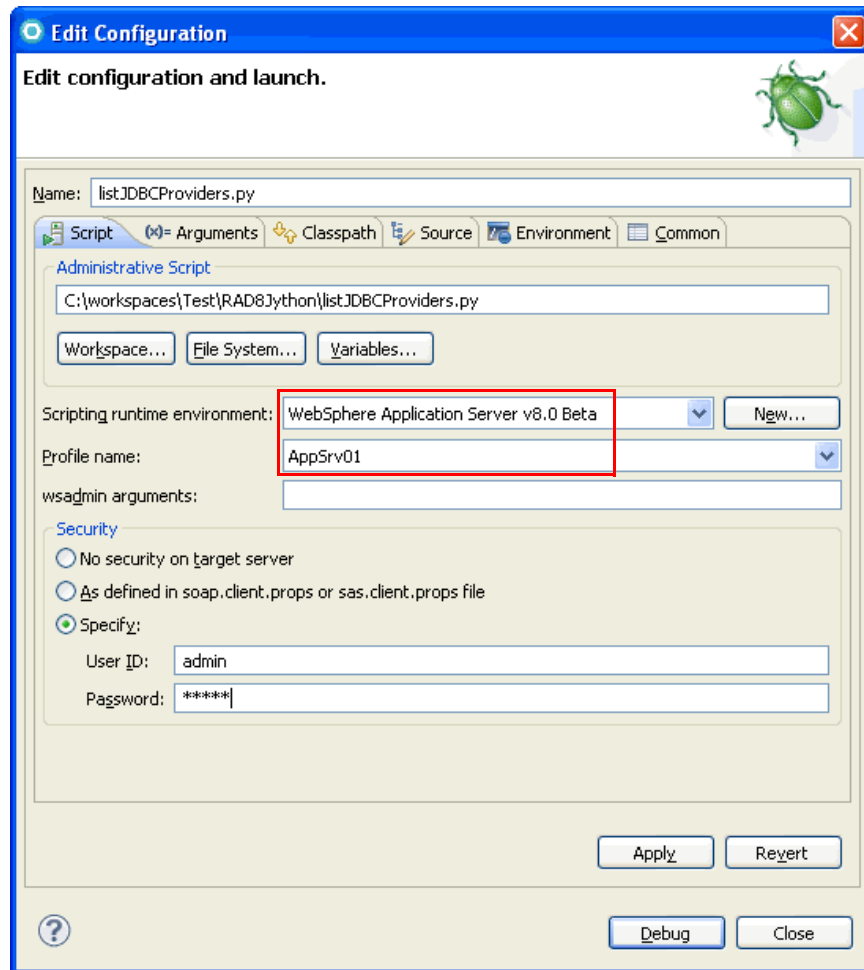 Edit Configuration
Edit configuration and launch.
Name: listJDBCProviders.py
Script (x)= Arguments Classpath Source Environment Common
Administrative Script
C:\workspaces\Test\RAD8Jython\listJDBCProviders.py
Workspace... File System... Variables...
Scripting runtime environment: WebSphere Application Server v8.0 Beta New...
Profile name: AppSrv01
wsadmin arguments:
Security
No security on target server
As defined in soap.client.props or sas.client.props file
Specify:
User ID: admin
Password: *****
Apply Revert
? Debug Close